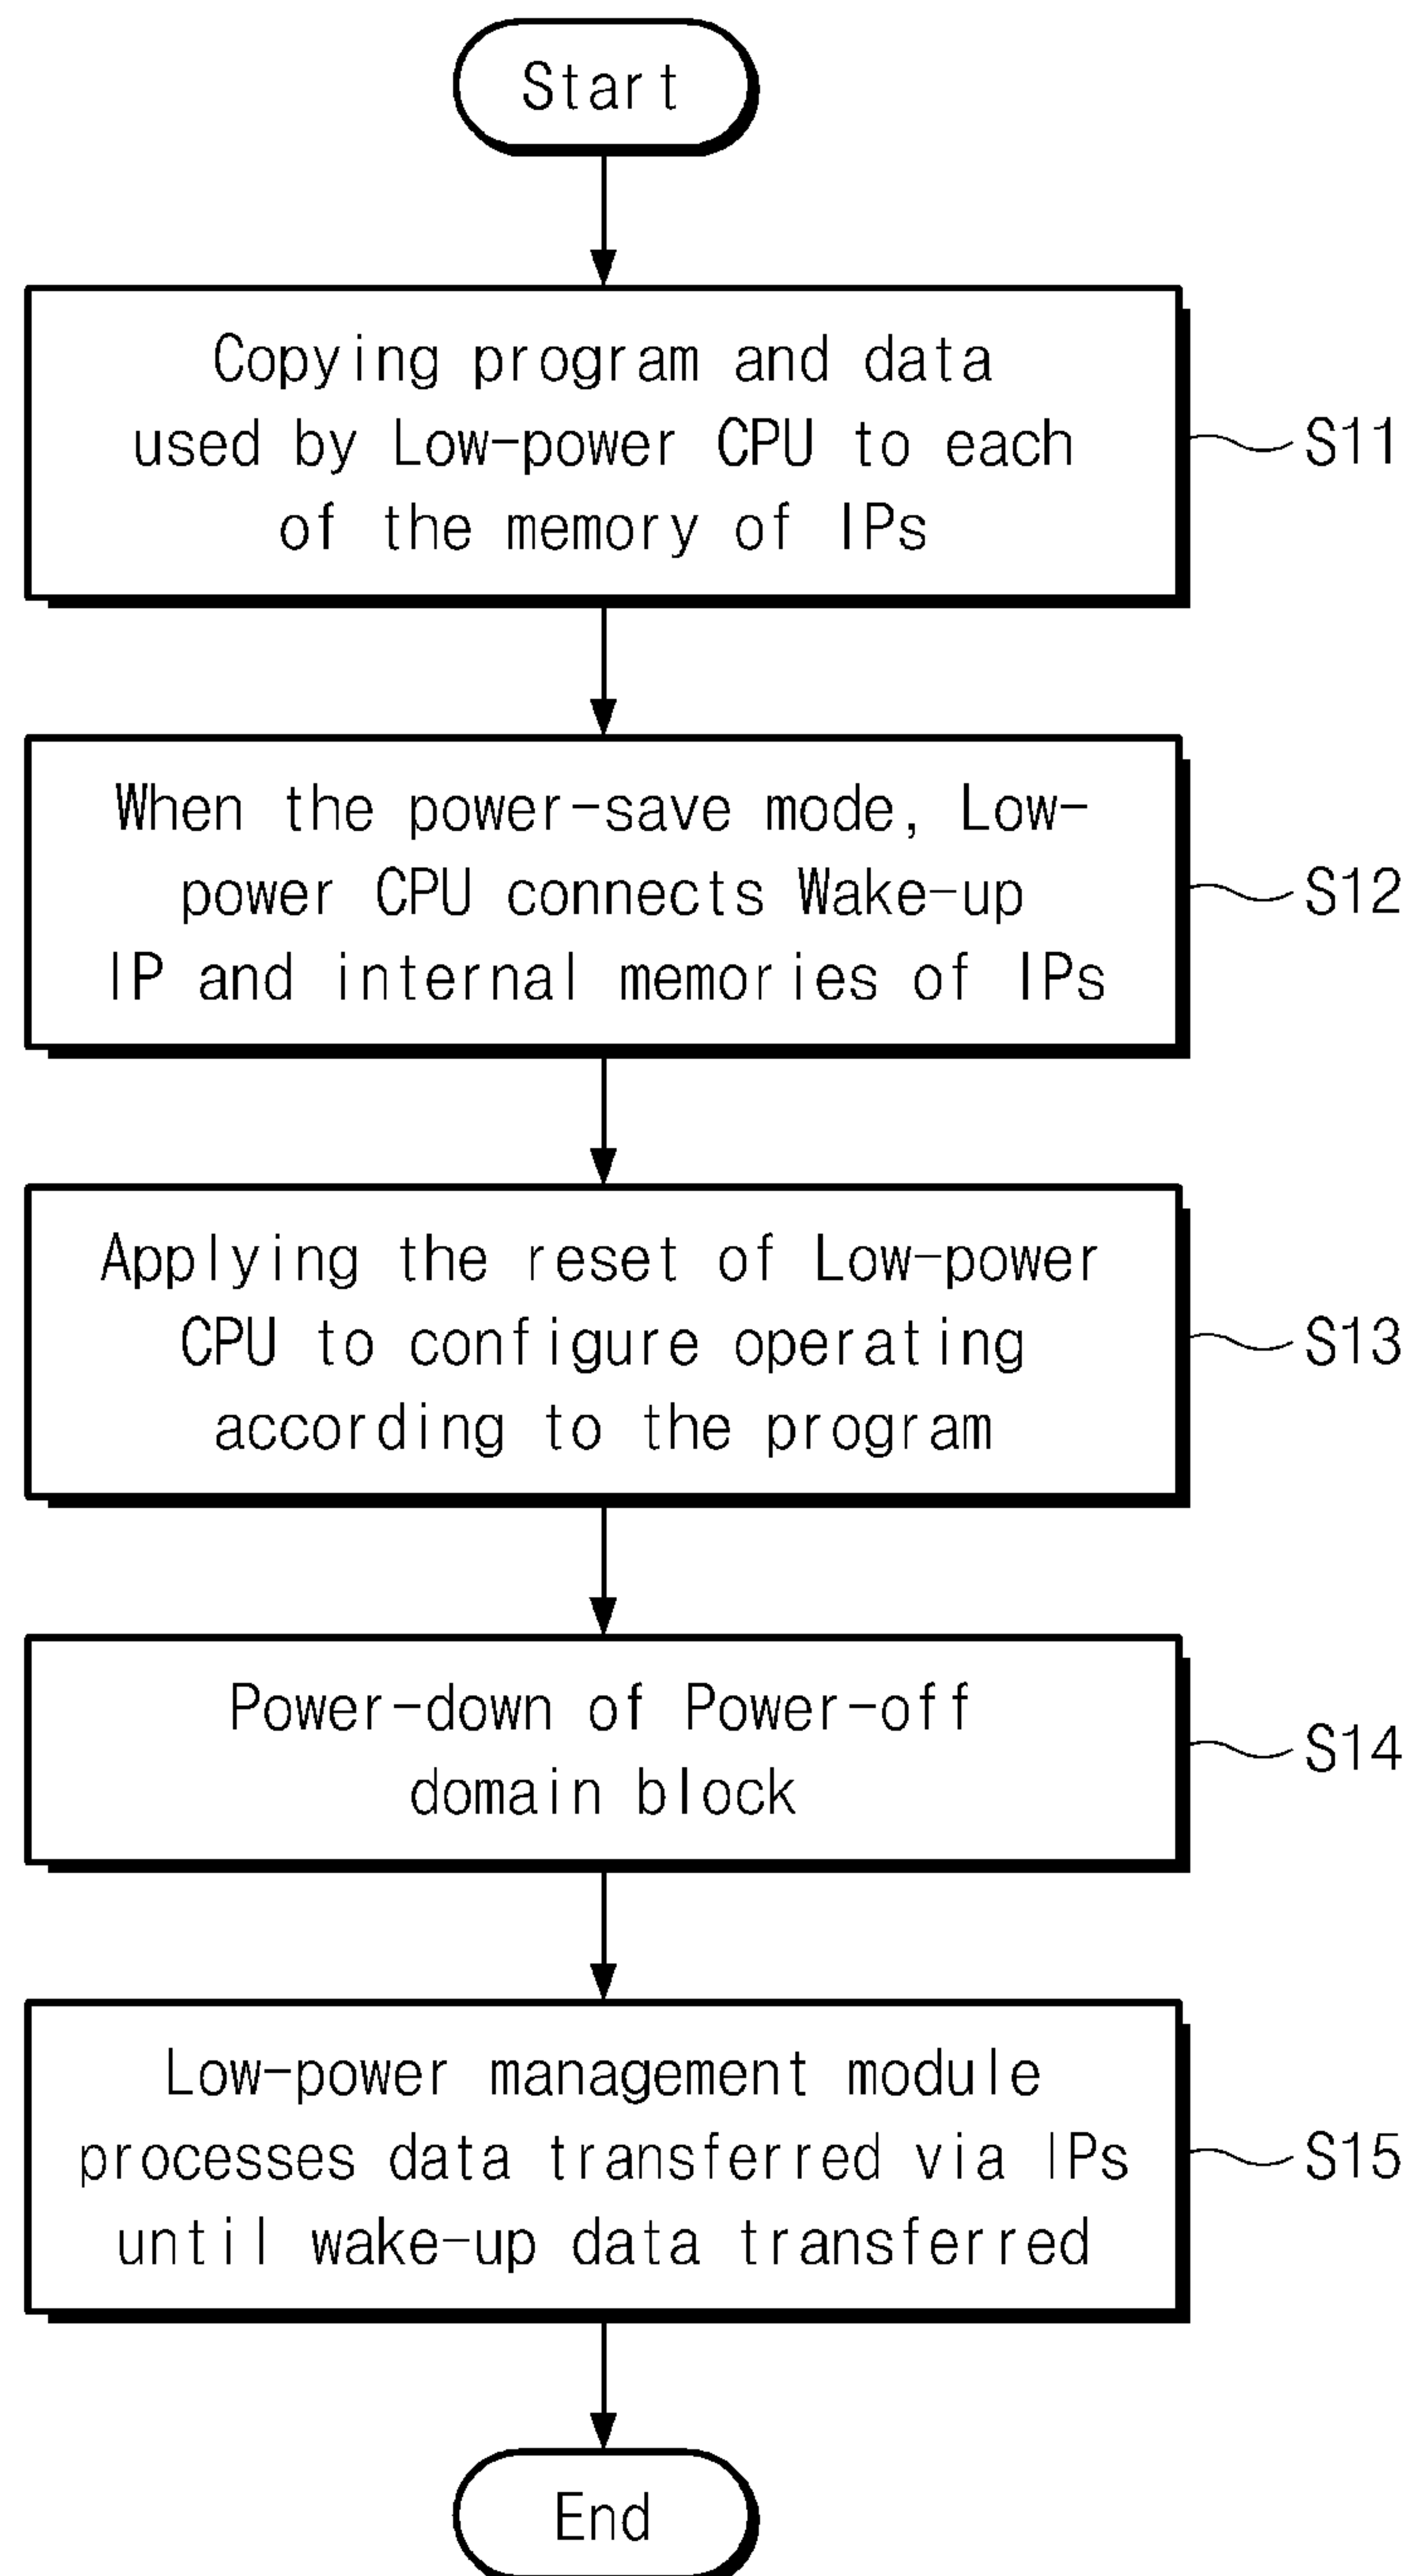 Start
Copying program and data
used by Low-power CPU to each
of the memory of IPs
S11
When the power-save mode, Low-
power CPU connects Wake-up
IP and internal memories of IPs
S12
Applying the reset of Low-power
CPU to configure operating
according to the program
S13
Power-down of Power-off
domain block
S14
Low-power management module
processes data transferred via IPs
until wake-up data transferred
S15
End